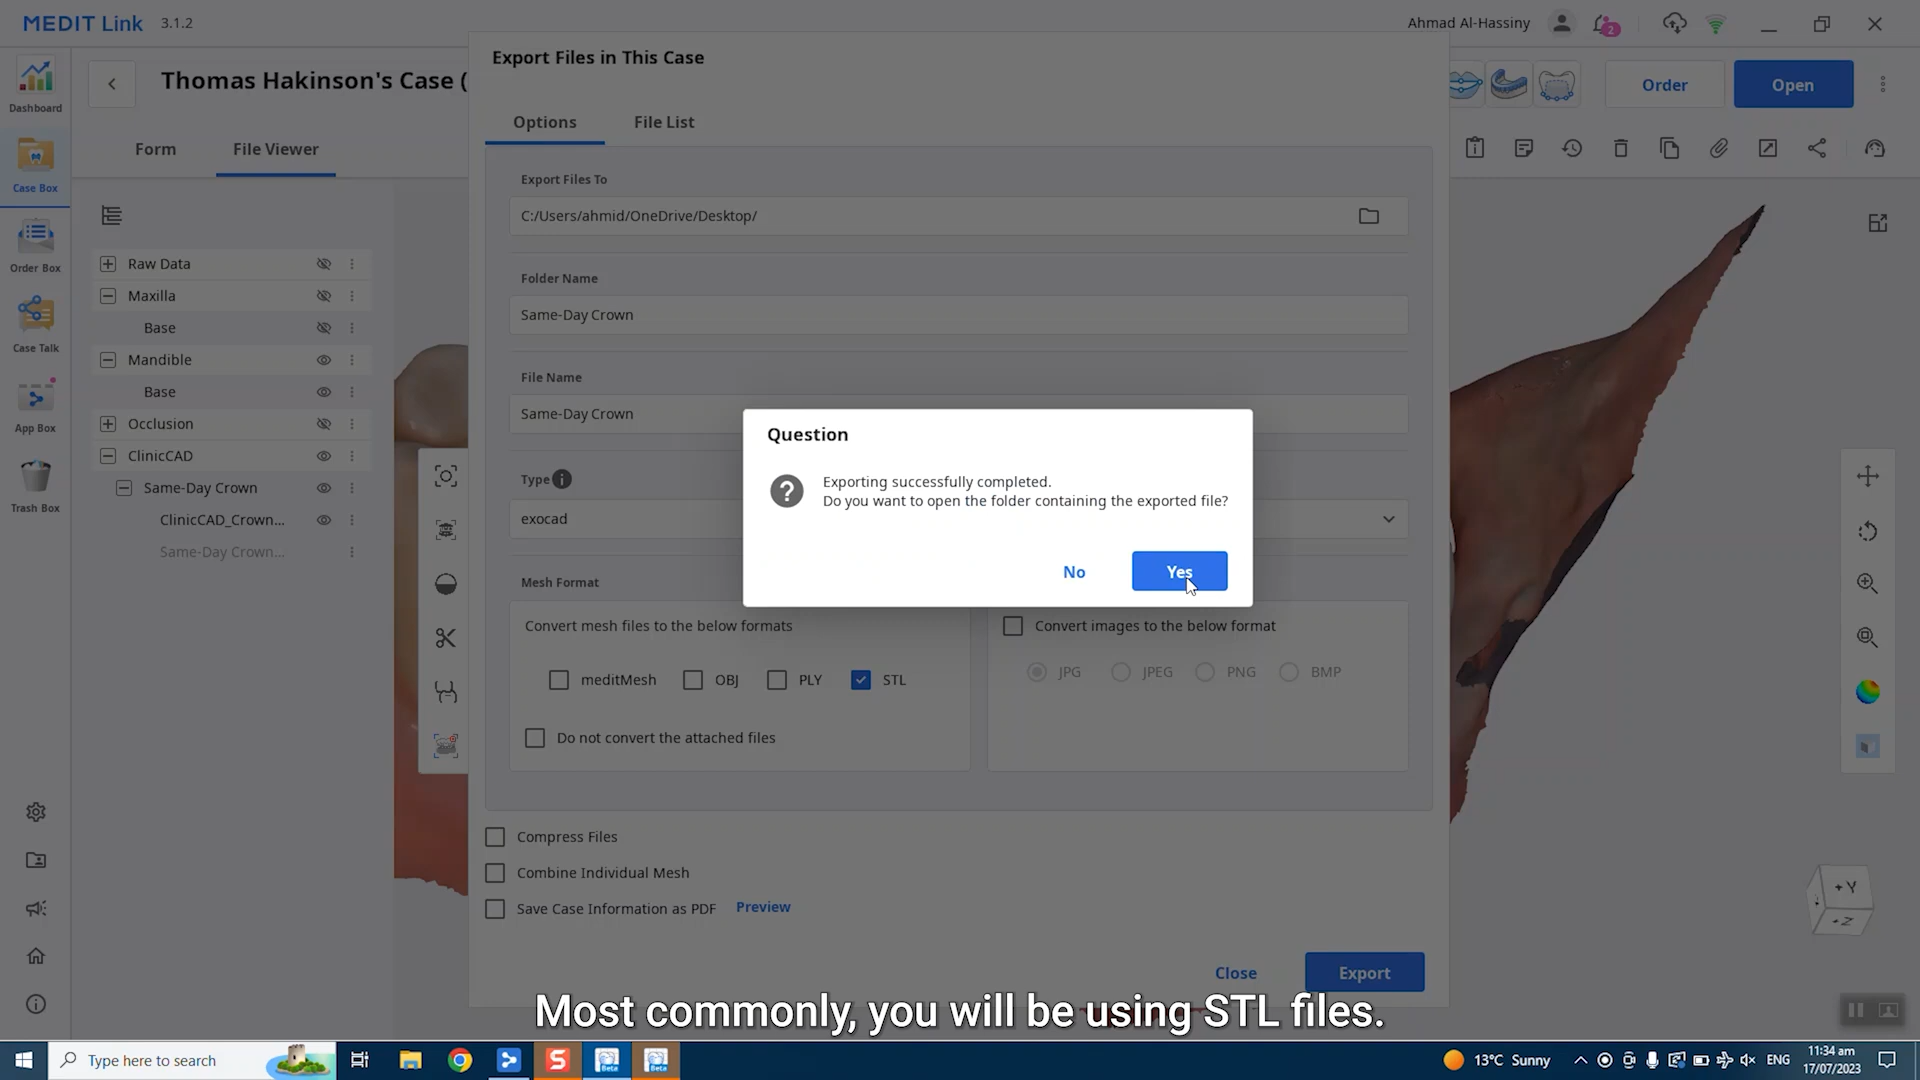 MEDIT Link 3.1.2
Ahmad Al-Hassiny
2
Dashboard
Case Box
Order Box
Case Talk
App Box
Trash Box
Thomas Hakinson's Case (
Form
File Viewer
Order
Open
Raw Data
Maxilla
Base
Mandible
Base
Occlusion
ClinicCAD
Same-Day Crown
ClinicCAD_Crown...
Same-Day Crown...
Export Files in This Case
Options
File List
Export Files To
C:/Users/ahmid/OneDrive/Desktop/
Folder Name
Same-Day Crown
File Name
Same-Day Crown
Type
exocad
Question
Exporting successfully completed.
Do you want to open the folder containing the exported file?
No
Yes
Mesh Format
Convert mesh files to the below formats
meditMesh
OBJ
PLY
STL
Do not convert the attached files
Convert images to the below format
JPG
JPEG
PNG
BMP
Compress Files
Combine Individual Mesh
Save Case Information as PDF
Preview
Close
Export
+Y
-Z
Most commonly, you will be using STL files.
Type here to search
S
Beta
Beta
13°C Sunny
ENG
11:34 am
17/07/2023